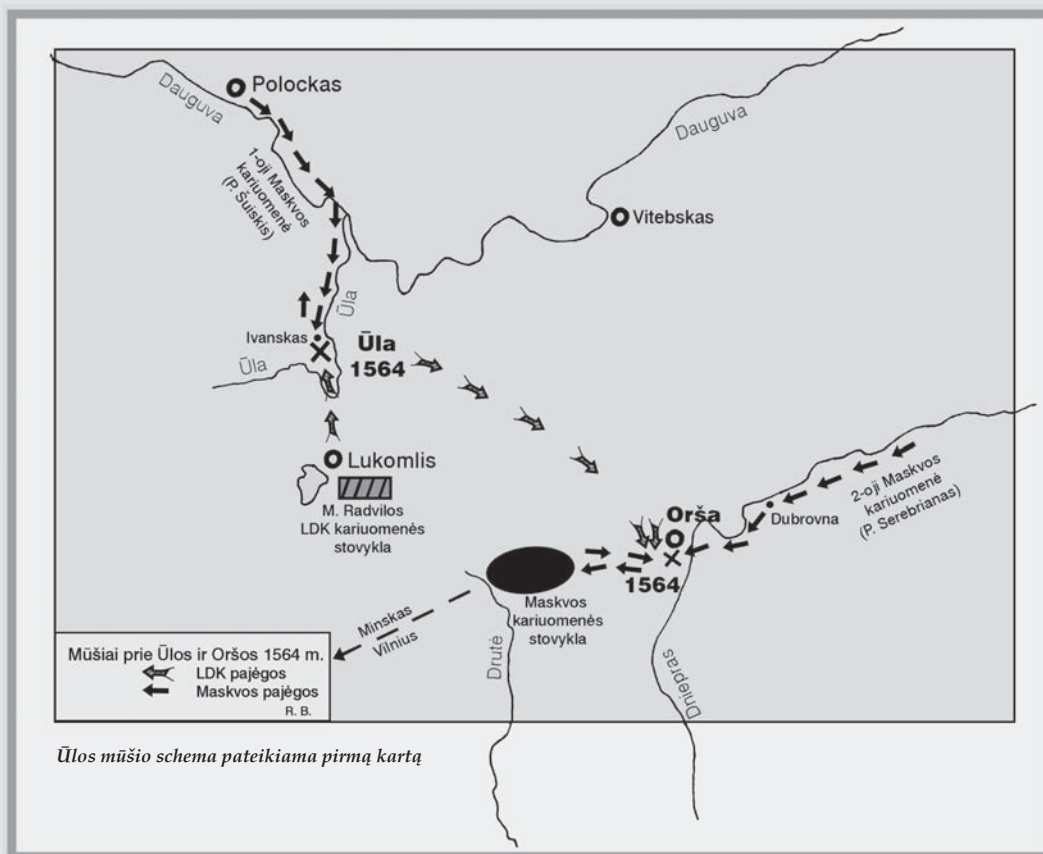 Polockas
Dauguva
Dauguva
1-oji Maskvos
kariuomenė
(P. Šuiskis)
Vitebskas
Ūla
Ivanskas
Ūla
1564
Ūla
Lukomlis
M. Radvilos
LDK kariuomenės
stovykla
2-oji Maskvos
kariuomenė
(P. Serebrianas)
Dubrovna
Orša
1564
Maskvos
kariuomenės
stovykla
Minskas
Vilnius
Drutė
Dniepras
Mūšiai prie Ūlos ir Oršos 1564 m.
LDK pajėgos
Maskvos pajėgos
R. B.
Ūlos mūšio schema pateikiama pirmą kartą